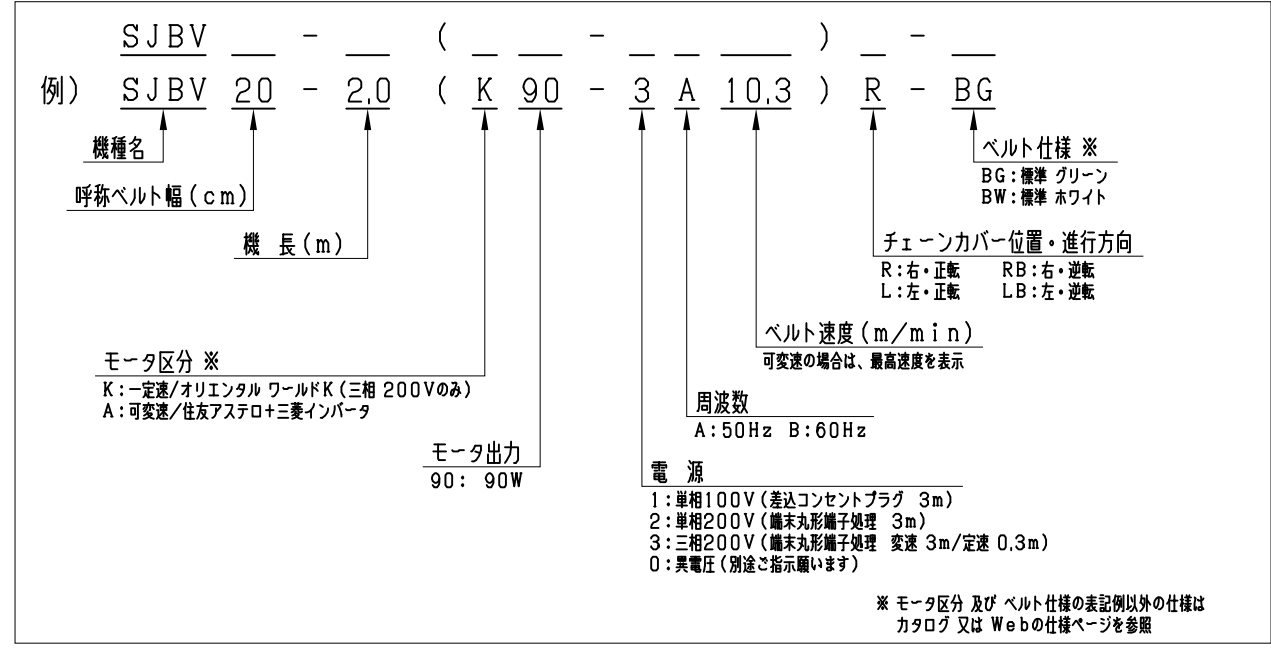 SJBV __ - __ ( _ __ - _ _ ___ ) _ - __
例) SJBV 20 - 2.0 ( K 90 - 3 A 10.3 ) R - BG
機種名
ベルト仕様 ※
BG:標準 グリーン
BW:標準 ホワイト
呼称ベルト幅(cm)
機 長(m)
チェーンカバー位置・進行方向
R:右・正転 RB:右・逆転
L:左・正転 LB:左・逆転
ベルト速度(m/min)
可変速の場合は、最高速度を表示
モータ区分 ※
K:一定速/オリエンタル ワールドK(三相 200Vのみ)
A:可変速/住友アステロ+三菱インバータ
周波数
A:50Hz B:60Hz
モータ出力
90: 90W
電 源
1:単相100V(差込コンセントプラグ 3m)
2:単相200V(端末丸形端子処理 3m)
3:三相200V(端末丸形端子処理 変速 3m/定速 0.3m)
0:異電圧(別途ご指示願います)
※ モータ区分 及び ベルト仕様の表記例以外の仕様は
カタログ 又は Webの仕様ページを参照